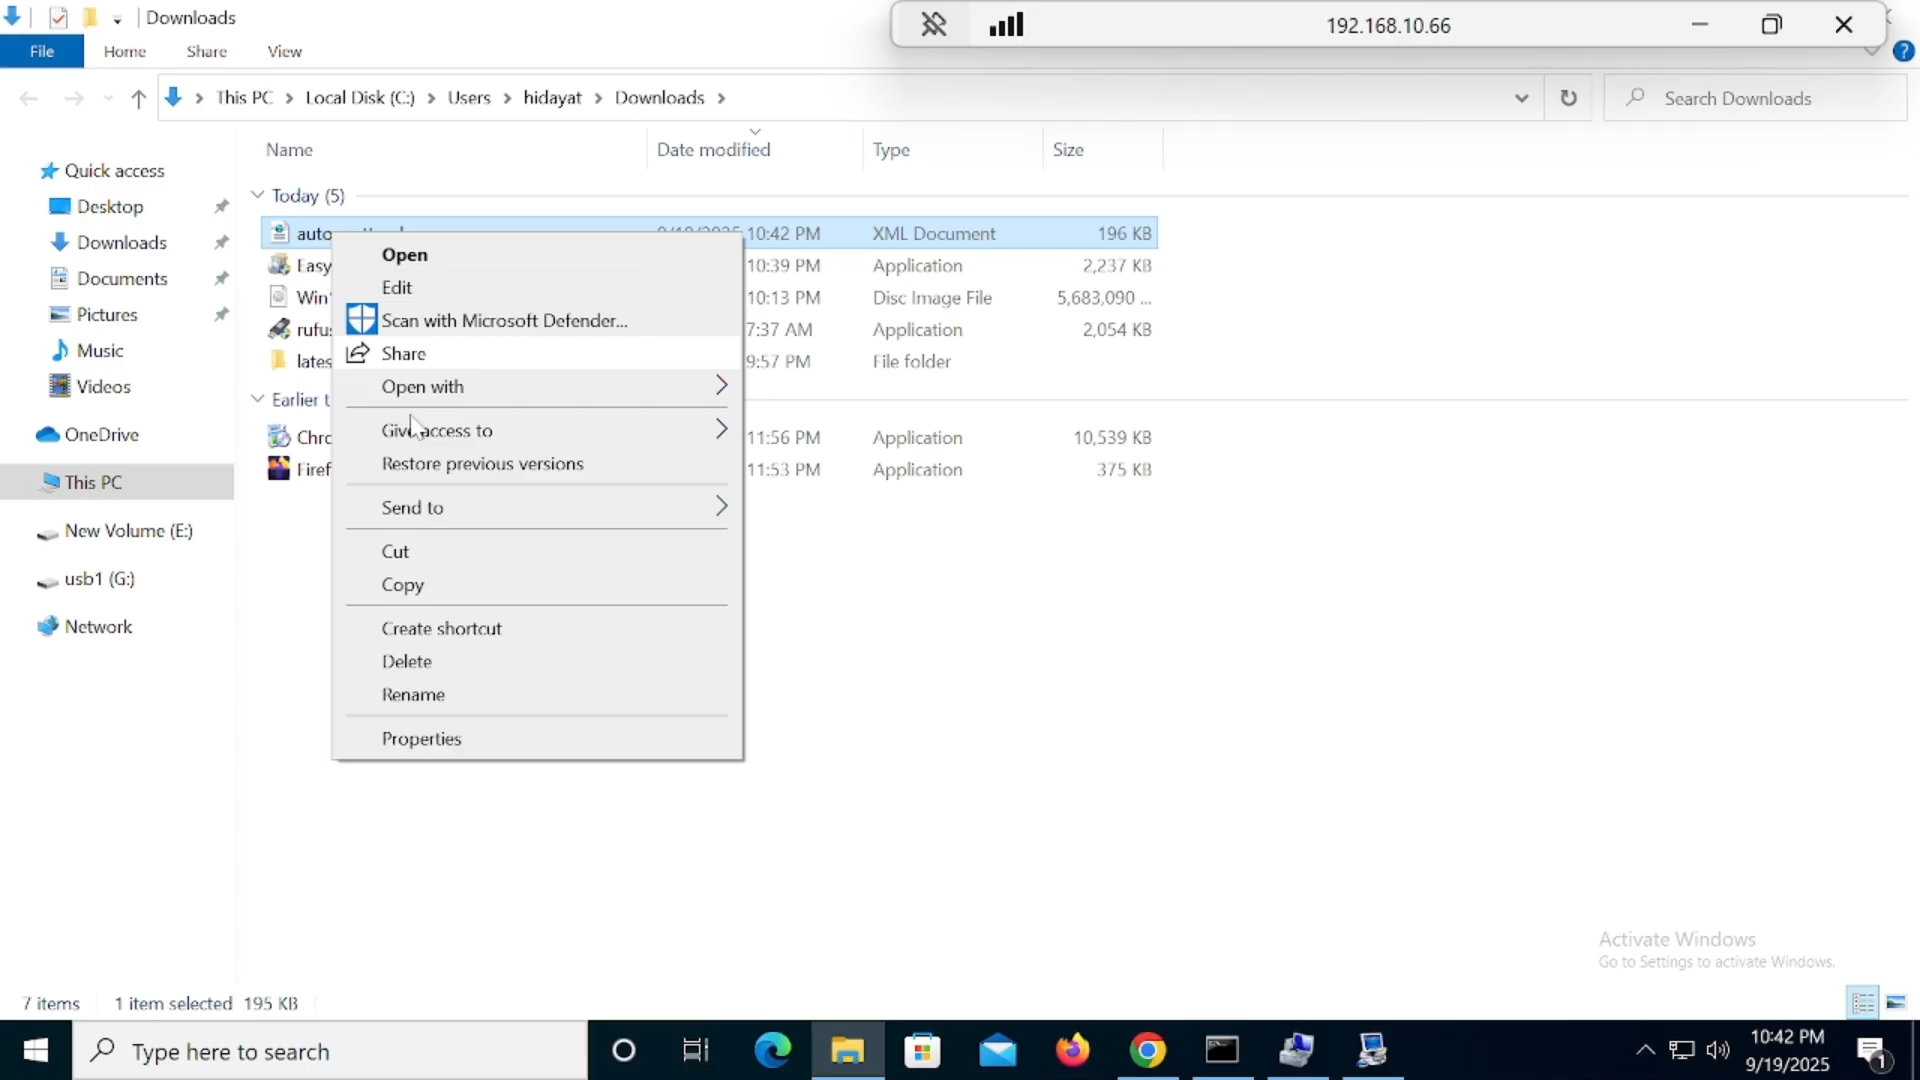 Downloads
192.168.10.66
File Home Share View
This PC Local Disk (C:) Users hidayat Downloads
Search Downloads
Name Date modified Type Size
Quick access
Desktop
Downloads
Documents
Pictures
Music
Videos
OneDrive
This PC
New Volume (E:)
usb1 (G:)
Network
Today (5)
10:42 PM XML Document 196 KB
Easy 10:39 PM Application 2,237 KB
10:13 PM Disc Image File 5,683,090 ...
7:37 AM Application 2,054 KB
9:57 PM File folder
Earlier
11:56 PM Application 10,539 KB
11:53 PM Application 375 KB
Open
Edit
Scan with Microsoft Defender...
Share
Open with
Give access to
Restore previous versions
Send to
Cut
Copy
Create shortcut
Delete
Rename
Properties
Activate Windows
Go to Settings to activate Windows.
7 items 1 item selected 195 KB
Type here to search
10:42 PM
9/19/2025
1